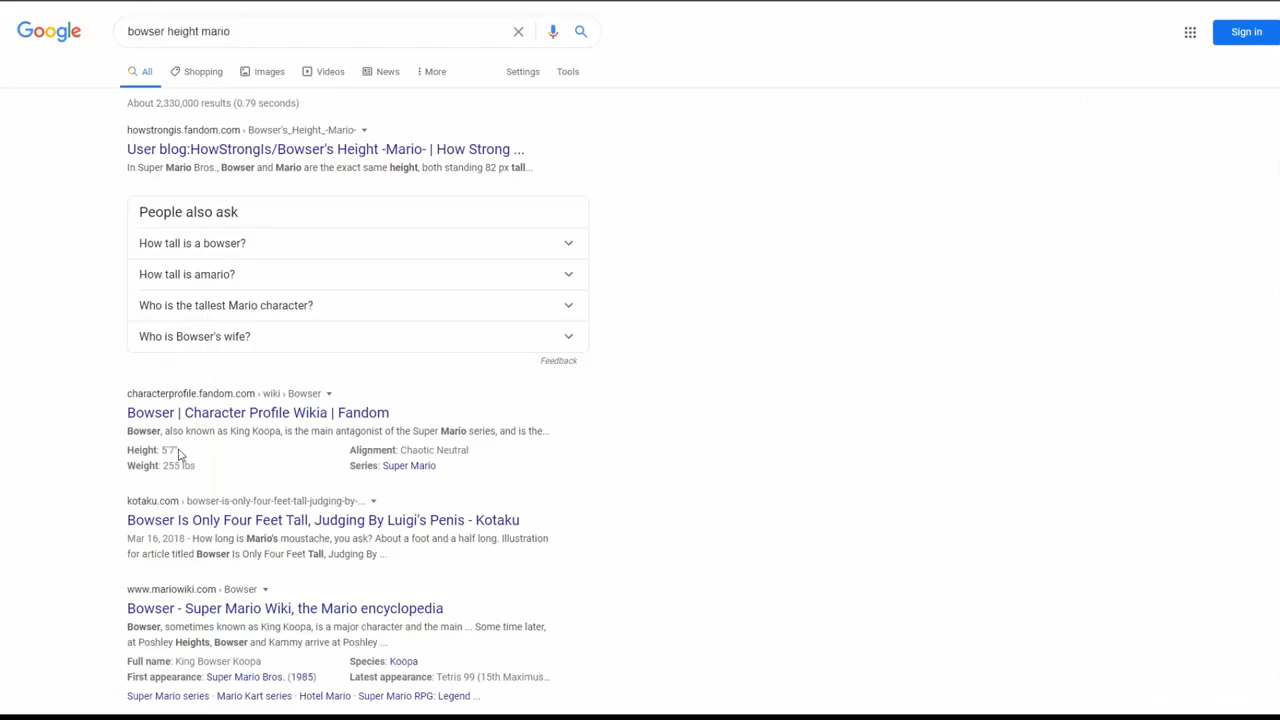 Google
bowser height mario
Sign in
All Shopping Images Videos News More Settings Tools
About 2,330,000 results (0.79 seconds)
howstrongis.fandom.com › Bowser's_Height_-Mario-
User blog:HowStrongIs/Bowser's Height -Mario- | How Strong ...
In Super Mario Bros., Bowser and Mario are the exact same height, both standing 82 px tall...
People also ask
How tall is a bowser?
How tall is amario?
Who is the tallest Mario character?
Who is Bowser's wife?
Feedback
characterprofile.fandom.com › wiki › Bowser
Bowser | Character Profile Wikia | Fandom
Bowser, also known as King Koopa, is the main antagonist of the Super Mario series, and is the...
Height: 5'7" Alignment: Chaotic Neutral
Weight: 255 lbs Series: Super Mario
kotaku.com › bowser-is-only-four-feet-tall-judging-by-...
Bowser Is Only Four Feet Tall, Judging By Luigi's Penis - Kotaku
Mar 16, 2018 - How long is Mario's moustache, you ask? About a foot and a half long. Illustration
for article titled Bowser Is Only Four Feet Tall, Judging By ...
www.mariowiki.com › Bowser
Bowser - Super Mario Wiki, the Mario encyclopedia
Bowser, sometimes known as King Koopa, is a major character and the main ... Some time later,
at Poshley Heights, Bowser and Kammy arrive at Poshley ...
Full name: King Bowser Koopa Species: Koopa
First appearance: Super Mario Bros. (1985) Latest appearance: Tetris 99 (15th Maximus...
Super Mario series · Mario Kart series · Hotel Mario · Super Mario RPG: Legend ...